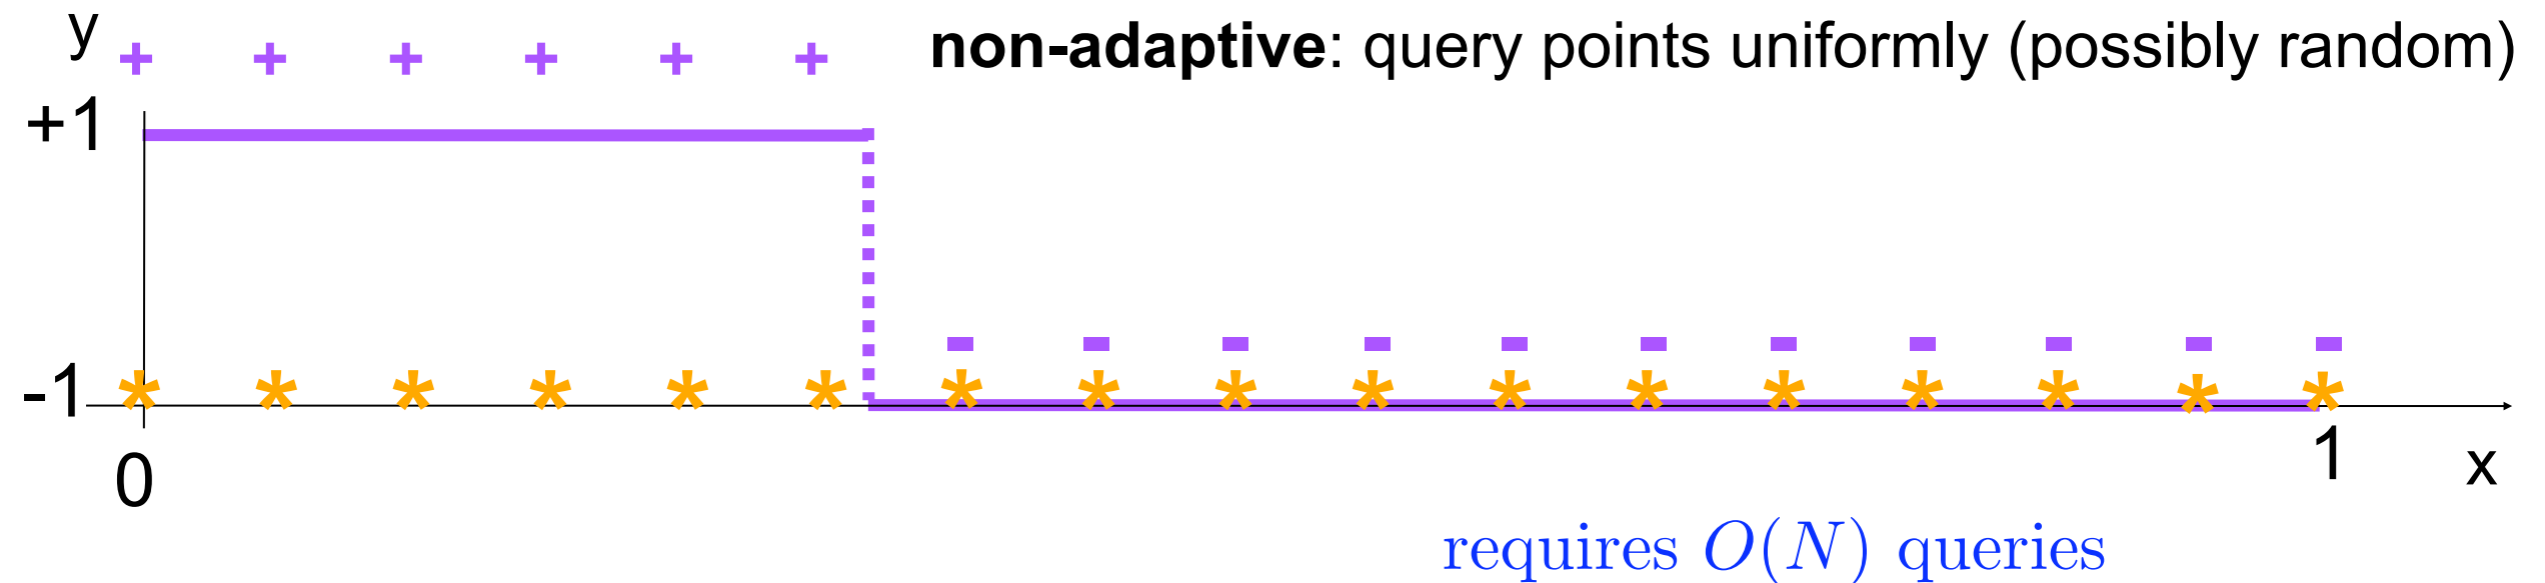 y
non-adaptive: query points uniformly (possibly random)
+ + + + + +
+1
- - - - - - - - - - -
-1
* * * * * * * * * * * * * * * * *
0
1
x
requires O(N) queries